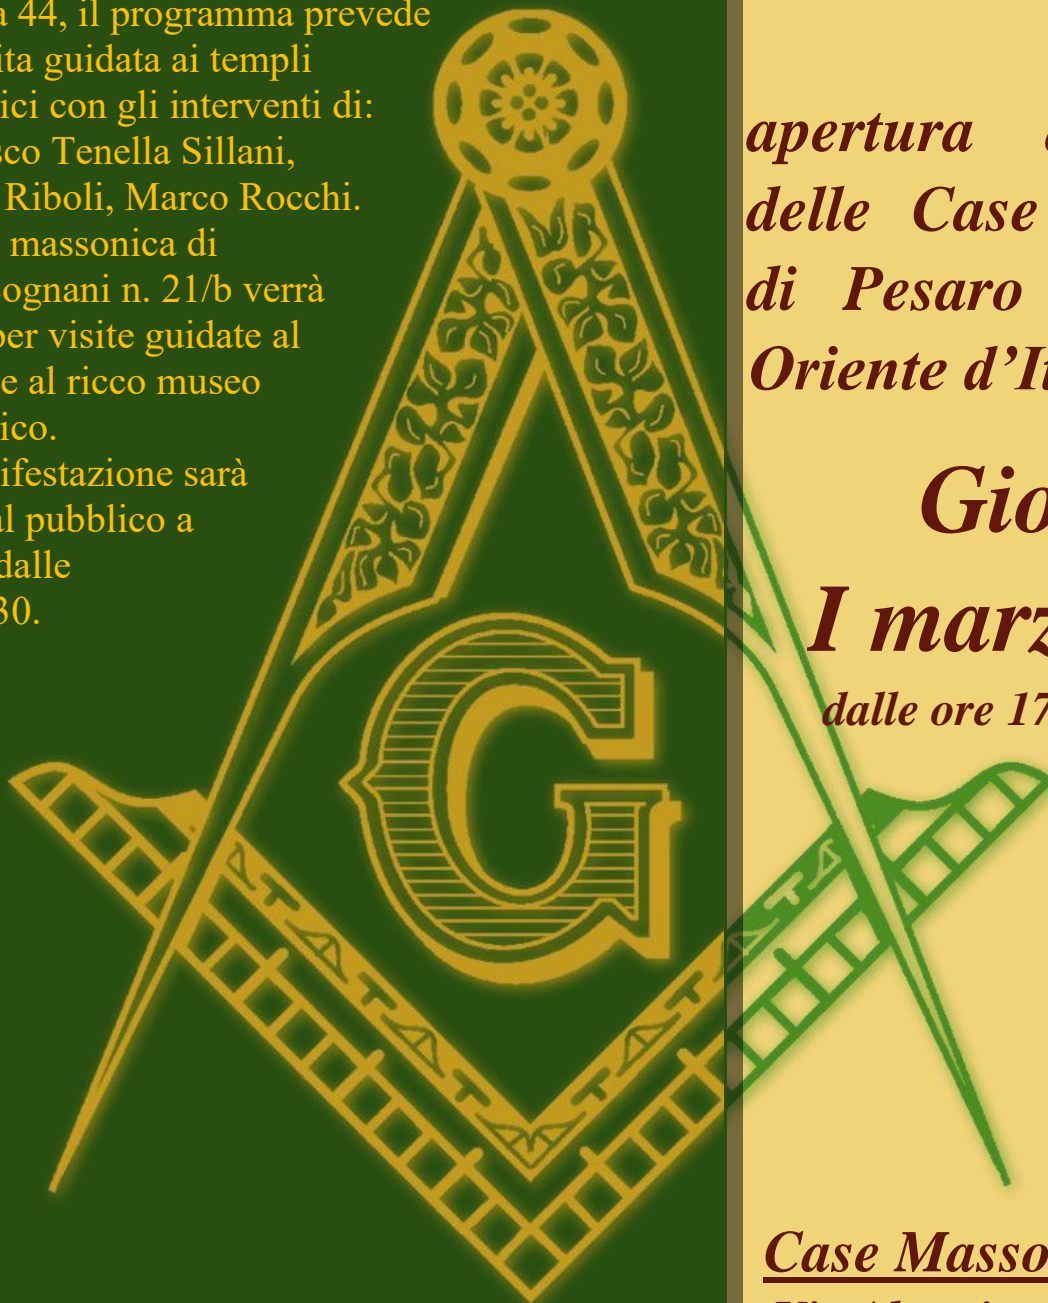 a 44, il programma prevede
ita guidata ai templi
ici con gli interventi di:
sco Tenella Sillani,
Riboli, Marco Rocchi.
massonica di
ognani n. 21/b verrà
per visite guidate al
e al ricco museo
ico.
ifestazione sarà
al pubblico a
dalle
30.
G
apertura
delle Case
di Pesaro
Oriente d’It
Gio
I marz
dalle ore 17
Case Masso